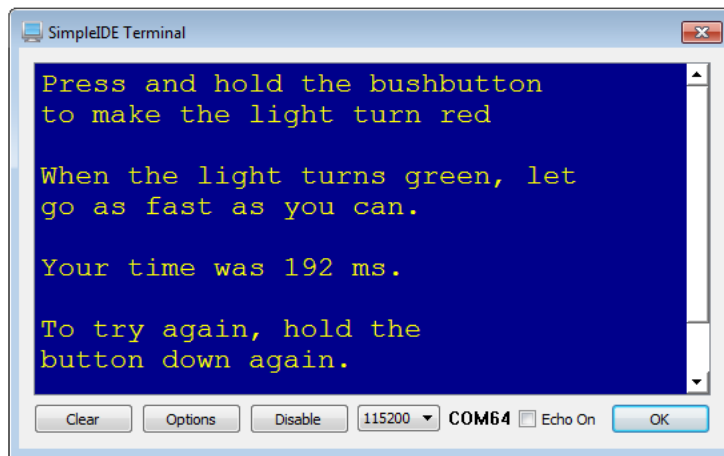 SimpleIDE Terminal
Press and hold the bushbutton
to make the light turn red
When the light turns green, let
go as fast as you can.
Your time was 192 ms.
To try again, hold the
button down again.
Clear Options Disable 115200 COM64 Echo On OK